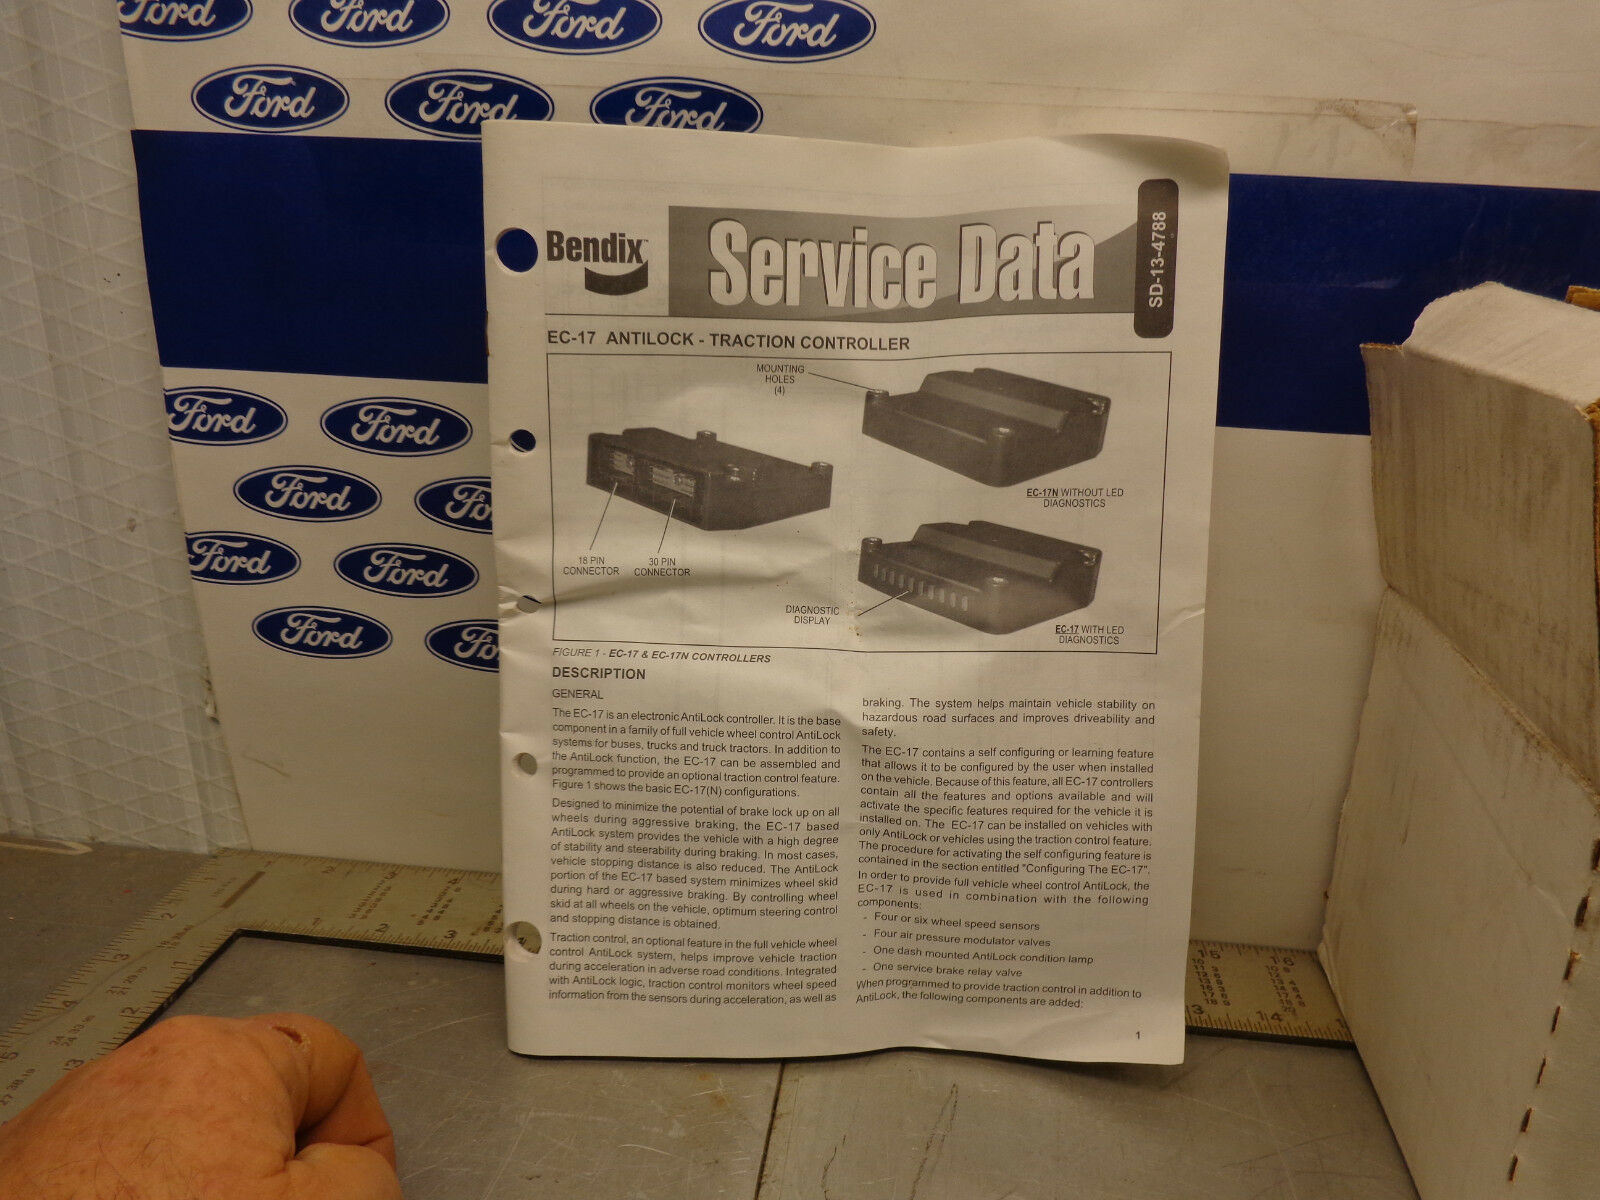 Ford Ford Ford Ford
Ford Ford Ford
Bendix™
Service Data
SD-13-4788
EC-17 ANTILOCK - TRACTION CONTROLLER
MOUNTING
HOLES
(4)
EC-17N WITHOUT LED
DIAGNOSTICS
18 PIN
CONNECTOR
30 PIN
CONNECTOR
DIAGNOSTIC
DISPLAY
EC-17 WITH LED
DIAGNOSTICS
FIGURE 1 - EC-17 & EC-17N CONTROLLERS
DESCRIPTION
GENERAL
The EC-17 is an electronic AntiLock controller. It is the base
component in a family of full vehicle wheel control AntiLock
systems for buses, trucks and truck tractors. In addition to
the AntiLock function, the EC-17 can be assembled and
programmed to provide an optional traction control feature.
Figure 1 shows the basic EC-17(N) configurations.
Designed to minimize the potential of brake lock up on all
wheels during aggressive braking, the EC-17 based
AntiLock system provides the vehicle with a high degree
of stability and steerability during braking. In most cases,
vehicle stopping distance is also reduced. The AntiLock
portion of the EC-17 based system minimizes wheel skid
during hard or aggressive braking. By controlling wheel
skid at all wheels on the vehicle, optimum steering control
and stopping distance is obtained.
Traction control, an optional feature in the full vehicle wheel
control AntiLock system, helps improve vehicle traction
during acceleration in adverse road conditions. Integrated
with AntiLock logic, traction control monitors wheel speed
information from the sensors during acceleration, as well as
braking. The system helps maintain vehicle stability on
hazardous road surfaces and improves driveability and
safety.
The EC-17 contains a self configuring or learning feature
that allows it to be configured by the user when installed
on the vehicle. Because of this feature, all EC-17 controllers
contain all the features and options available and will
activate the specific features required for the vehicle it is
installed on. The EC-17 can be installed on vehicles with
only AntiLock or vehicles using the traction control feature.
The procedure for activating the self configuring feature is
contained in the section entitled "Configuring The EC-17".
In order to provide full vehicle wheel control AntiLock, the
EC-17 is used in combination with the following
components:
- Four or six wheel speed sensors
- Four air pressure modulator valves
- One dash mounted AntiLock condition lamp
- One service brake relay valve
When programmed to provide traction control in addition to
AntiLock, the following components are added:
1
Ford Ford
Ford
Ford Ford
Ford